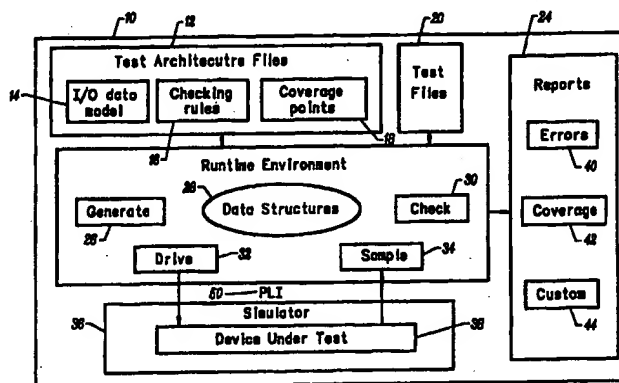 10
12
20
24
Test Architecutre Files
14
I/O data model
Checking rules
Coverage points
16
18
Test Files
Reports
Errors
40
Coverage
42
Custom
44
Runtime Environment
Generate
26
28
Data Structures
30
Check
Drive
32
Sample
34
50
PLI
Simulator
36
Device Under Test
38